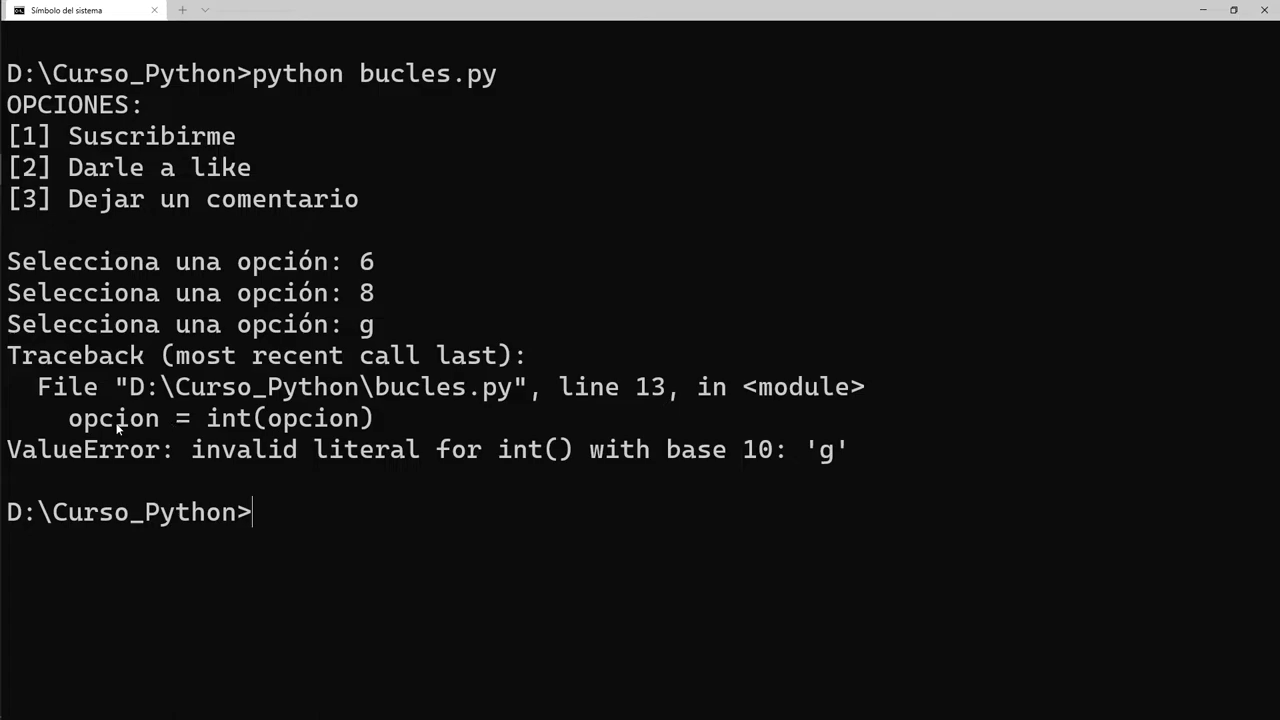 Símbolo del sistema
D:\Curso_Python>python bucles.py
OPCIONES:
[1] Suscribirme
[2] Darle a like
[3] Dejar un comentario
Selecciona una opción: 6
Selecciona una opción: 8
Selecciona una opción: g
Traceback (most recent call last):
  File "D:\Curso_Python\bucles.py", line 13, in <module>
    opcion = int(opcion)
ValueError: invalid literal for int() with base 10: 'g'
D:\Curso_Python>